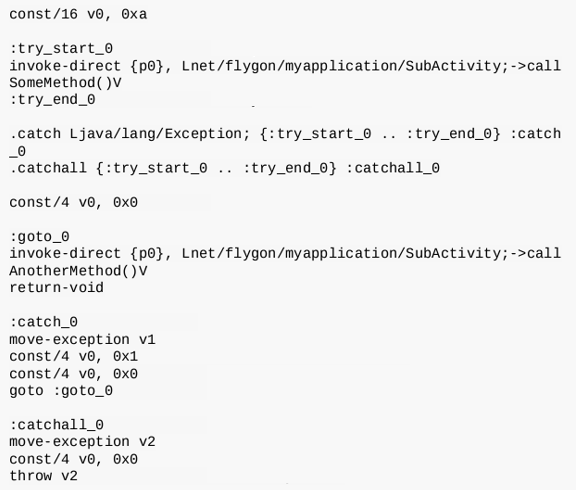 const/16 v0, 0xa
:try_start_0
invoke-direct {p0}, Lnet/flygon/myapplication/SubActivity;->call
SomeMethod()V
:try_end_0
.catch Ljava/lang/Exception; {:try_start_0 .. :try_end_0} :catch
_0
.catchall {:try_start_0 .. :try_end_0} :catchall_0
const/4 v0, 0x0
:goto_0
invoke-direct {p0}, Lnet/flygon/myapplication/SubActivity;->call
AnotherMethod()V
return-void
:catch_0
move-exception v1
const/4 v0, 0x1
const/4 v0, 0x0
goto :goto_0
:catchall_0
move-exception v2
const/4 v0, 0x0
throw v2